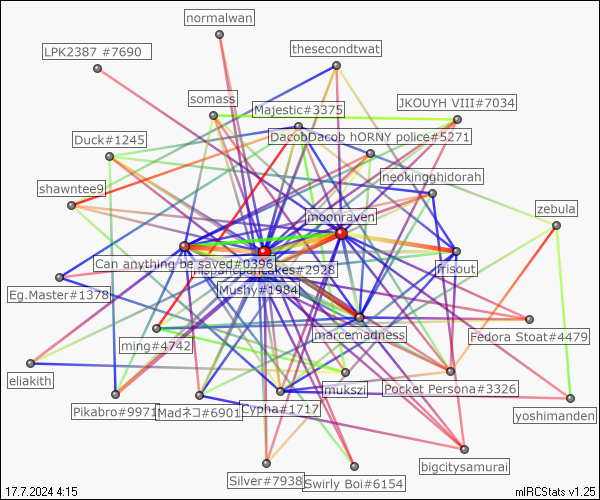 normalwan
LPK2387 #7690
thesecondtwat
somass
Majestic#3375
JKOUYH VIII#7034
Duck#1245
DacobDacob hORNY police#5271
shawntee9
neokingghidorah
moonraven
zebula
Can anything be saved#0396
pancakes#2928
frisout
Eg.Master#1378
Mushy#1984
marcemadness
ming#4742
Fedora Stoat#4479
eliakith
mukszi
Pocket Persona#3326
Pikabro#9971
Madネコ#6901
Cypha#1717
yoshimanden
bigcitysamurai
Silver#7938
Swirly Boi#6154
17.7.2024 4:15
mIRCStats v1.25